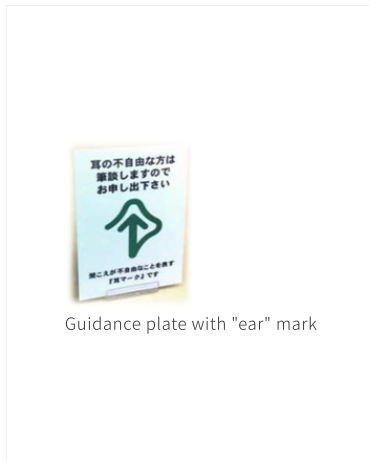 耳の不自由な方は
筆談しますので
お申し出下さい
聞こえが不自由なことを表す
『耳マーク』です
Guidance plate with "ear" mark